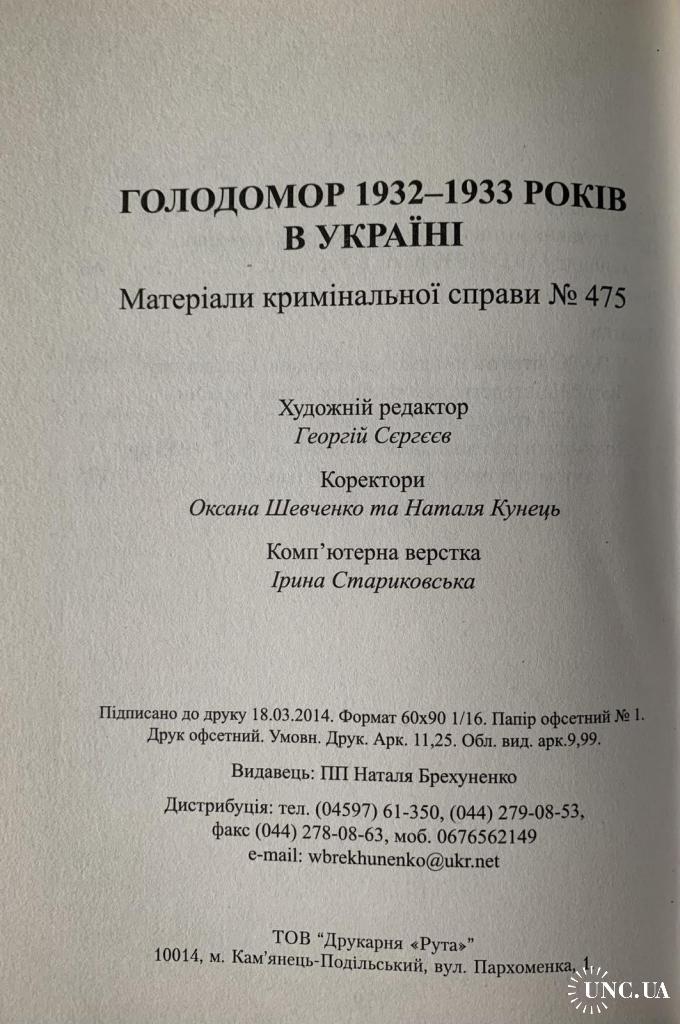 ГОЛОДОМОР 1932–1933 РОКІВ
В УКРАЇНІ
Матеріали кримінальної справи № 475
Художній редактор
Георгій Сєргєєв
Коректори
Оксана Шевченко та Наталя Кунець
Комп’ютерна верстка
Ірина Стариковська
Підписано до друку 18.03.2014. Формат 60х90 1/16. Папір офсетний № 1.
Друк офсетний. Умовн. Друк. Арк. 11,25. Обл. вид. арк.9,99.
Видавець: ПП Наталя Брехуненко
Дистрибуція: тел. (04597) 61-350, (044) 279-08-53,
факс (044) 278-08-63, моб. 0676562149
e-mail: wbrekhunenko@ukr.net
ТОВ “Друкарня «Рута»”
10014, м. Кам’янець-Подільський, вул. Пархоменка, 1
UNC.UA